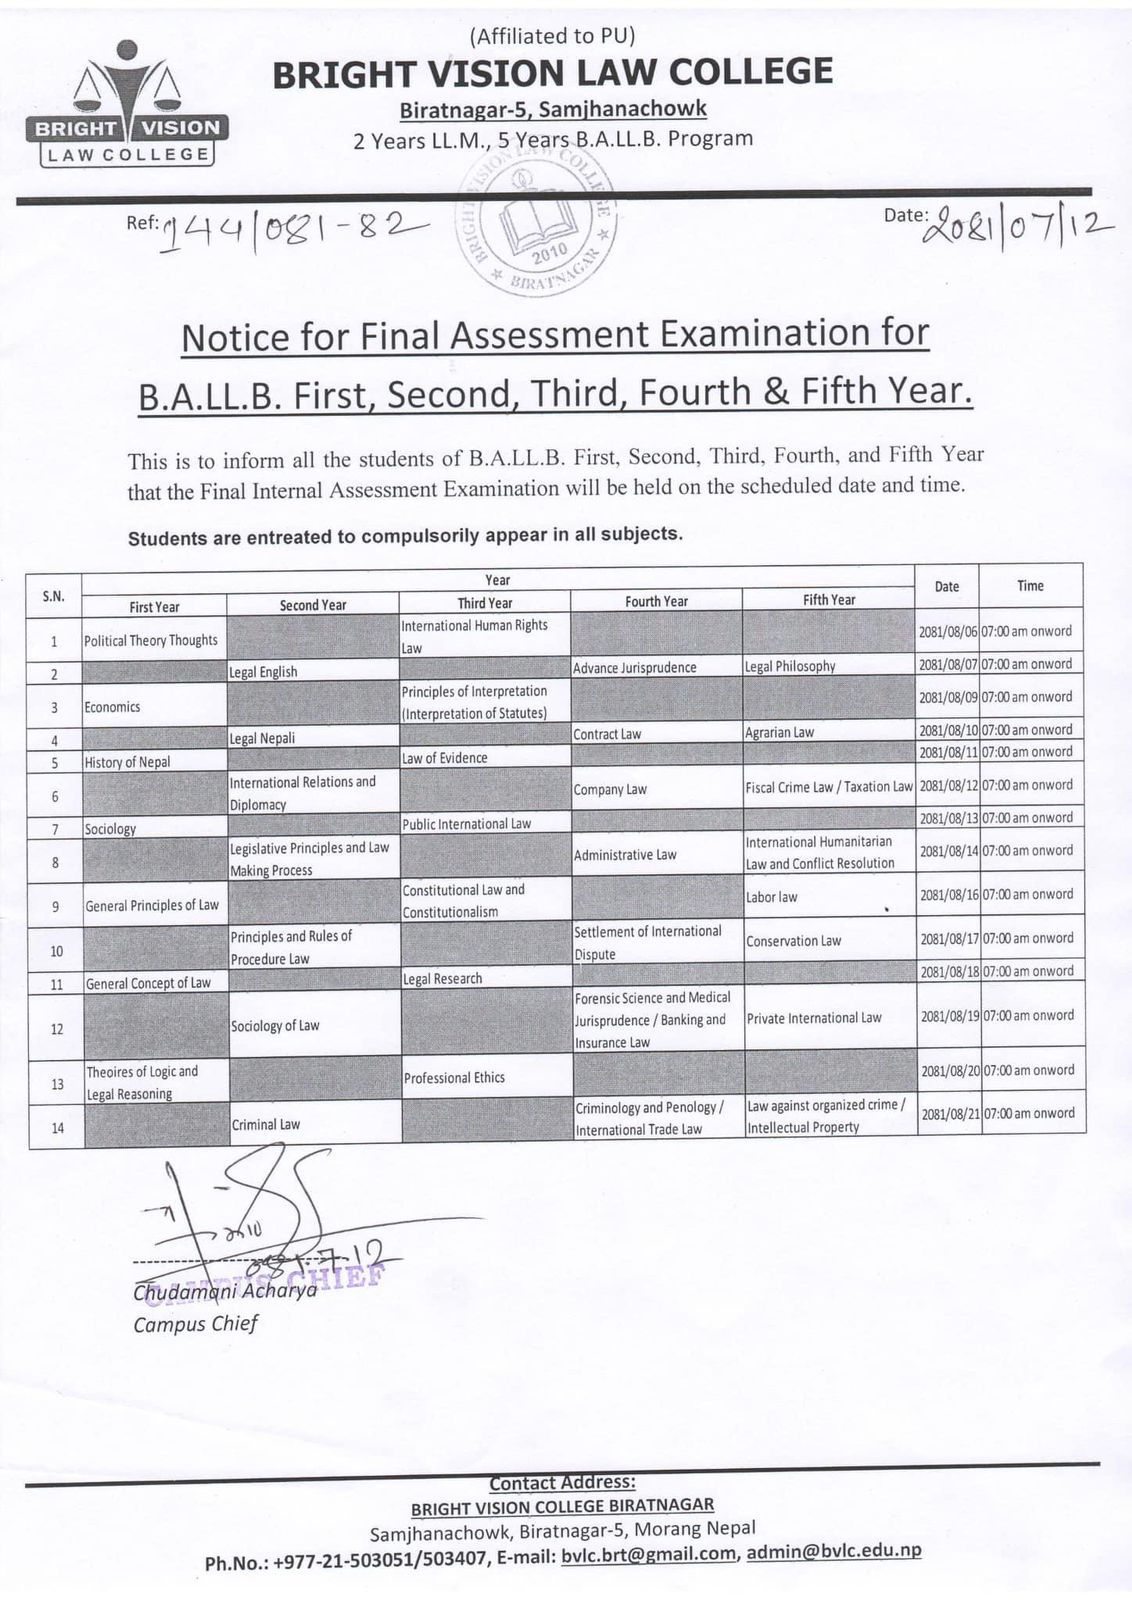 (Affiliated to PU)
BRIGHT VISION LAW COLLEGE
Biratnagar-5, Samjhanachowk
2 Years LL.M., 5 Years B.A.LL.B. Program
BRIGHT VISION
LAW COLLEGE
BRIGHT VISION LAW COLLEGE
2010
★ BIRATNAGAR ★
Ref: 144/081-82
Date: 2081/07/12
Notice for Final Assessment Examination for
B.A.LL.B. First, Second, Third, Fourth & Fifth Year.
This is to inform all the students of B.A.LL.B. First, Second, Third, Fourth, and Fifth Year
that the Final Internal Assessment Examination will be held on the scheduled date and time.
Students are entreated to compulsorily appear in all subjects.
S.N. Year Date Time
First Year Second Year Third Year Fourth Year Fifth Year
1 Political Theory Thoughts International Human Rights Law 2081/08/06 07:00 am onword
2 Legal English Advance Jurisprudence Legal Philosophy 2081/08/07 07:00 am onword
3 Economics Principles of Interpretation (Interpretation of Statutes) 2081/08/09 07:00 am onword
4 Legal Nepali Contract Law Agrarian Law 2081/08/10 07:00 am onword
5 History of Nepal Law of Evidence 2081/08/11 07:00 am onword
6 International Relations and Diplomacy Company Law Fiscal Crime Law / Taxation Law 2081/08/12 07:00 am onword
7 Sociology Public International Law 2081/08/13 07:00 am onword
8 Legislative Principles and Law Making Process Administrative Law International Humanitarian Law and Conflict Resolution 2081/08/14 07:00 am onword
9 General Principles of Law Constitutional Law and Constitutionalism Labor law 2081/08/16 07:00 am onword
10 Principles and Rules of Procedure Law Settlement of International Dispute Conservation Law 2081/08/17 07:00 am onword
11 General Concept of Law Legal Research 2081/08/18 07:00 am onword
12 Sociology of Law Forensic Science and Medical Jurisprudence / Banking and Insurance Law Private International Law 2081/08/19 07:00 am onword
13 Theoires of Logic and Legal Reasoning Professional Ethics 2081/08/20 07:00 am onword
14 Criminal Law Criminology and Penology / International Trade Law Law against organized crime / Intellectual Property 2081/08/21 07:00 am onword
081.7.12
CAMPUS CHIEF
Chudamani Acharya
Campus Chief
Contact Address:
BRIGHT VISION COLLEGE BIRATNAGAR
Samjhanachowk, Biratnagar-5, Morang Nepal
Ph.No.: +977-21-503051/503407, E-mail: bvlc.brt@gmail.com, admin@bvlc.edu.np